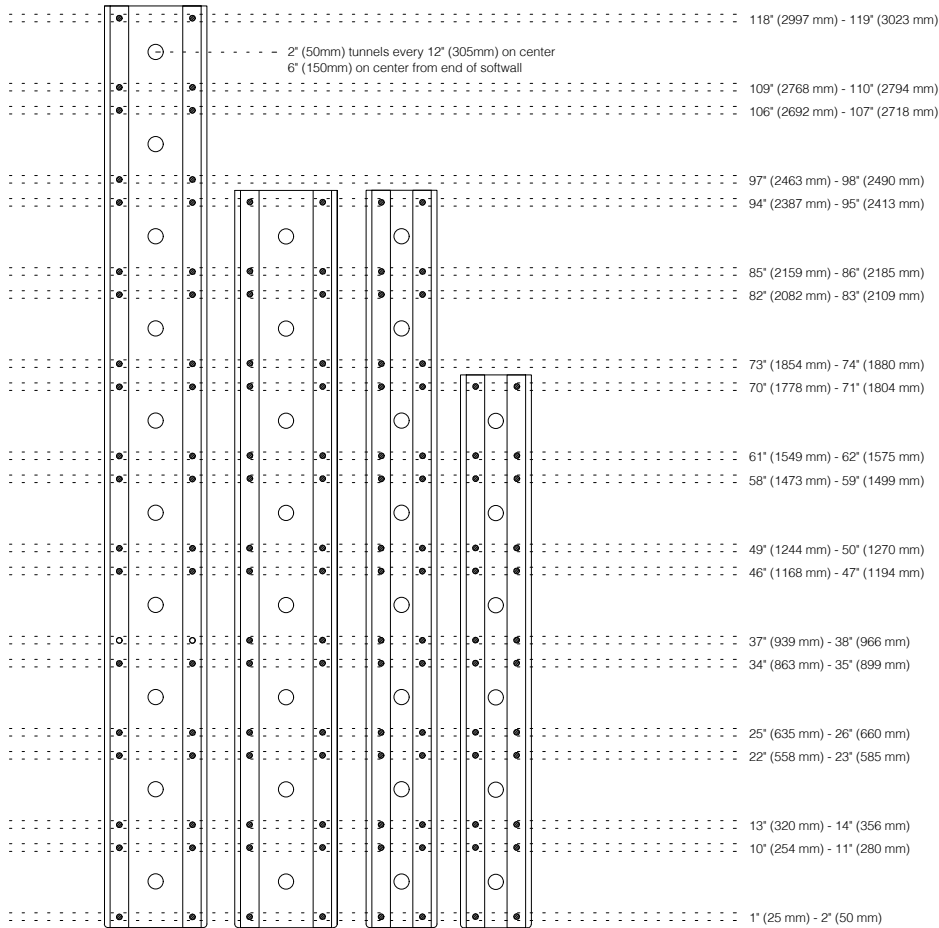 118" (2997 mm) - 119" (3023 mm)
2" (50mm) tunnels every 12" (305mm) on center
6" (150mm) on center from end of softwall
109" (2768 mm) - 110" (2794 mm)
106" (2692 mm) - 107" (2718 mm)
97" (2463 mm) - 98" (2490 mm)
94" (2387 mm) - 95" (2413 mm)
85" (2159 mm) - 86" (2185 mm)
82" (2082 mm) - 83" (2109 mm)
73" (1854 mm) - 74" (1880 mm)
70" (1778 mm) - 71" (1804 mm)
61" (1549 mm) - 62" (1575 mm)
58" (1473 mm) - 59" (1499 mm)
49" (1244 mm) - 50" (1270 mm)
46" (1168 mm) - 47" (1194 mm)
37" (939 mm) - 38" (966 mm)
34" (863 mm) - 35" (899 mm)
25" (635 mm) - 26" (660 mm)
22" (558 mm) - 23" (585 mm)
13" (320 mm) - 14" (356 mm)
10" (254 mm) - 11" (280 mm)
1" (25 mm) - 2" (50 mm)